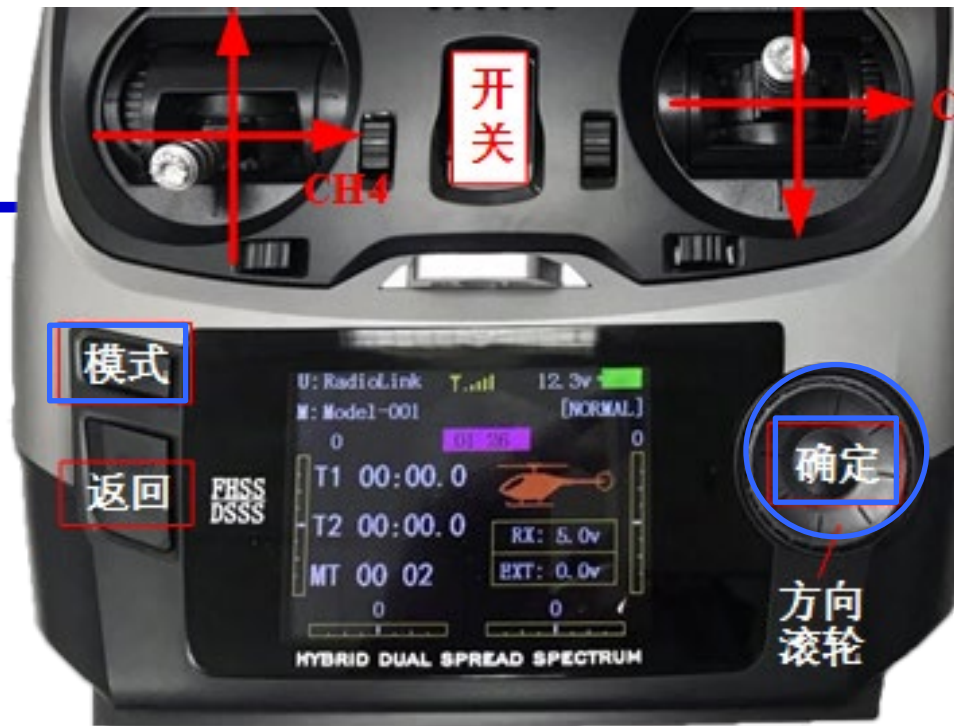 开
关
CH4
C
模式
返回
FHSS
DSSS
U:RadioLink
12.3v
M:Model-001
[NORMAL]
0
01 26
0
T1 00:00.0
T2 00:00.0
RX: 5.0v
MT 00 02
EXT: 0.0v
0
0
HYBRID DUAL SPREAD SPECTRUM
确定
方向
滚轮